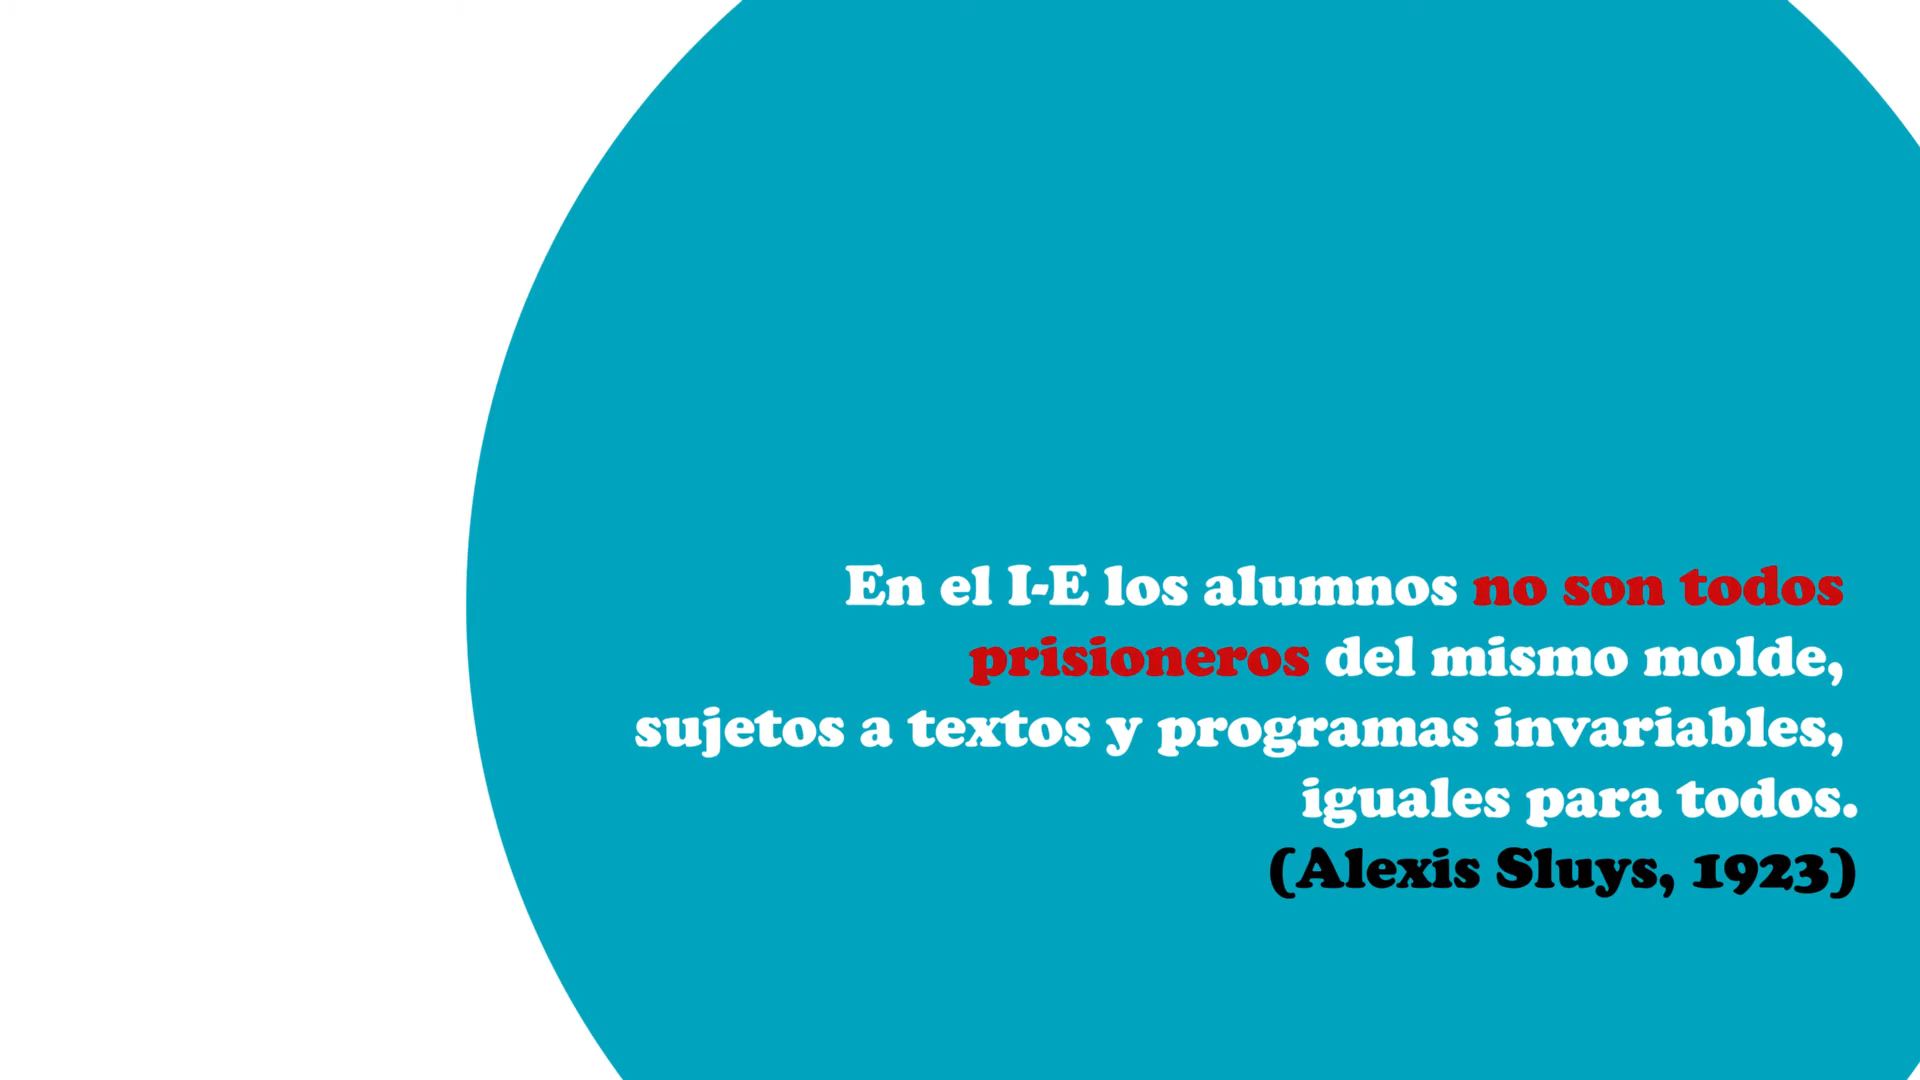 En el I-E los alumnos no son todos
prisioneros del mismo molde,
sujetos a textos y programas invariables,
iguales para todos.
(Alexis Sluys, 1923)